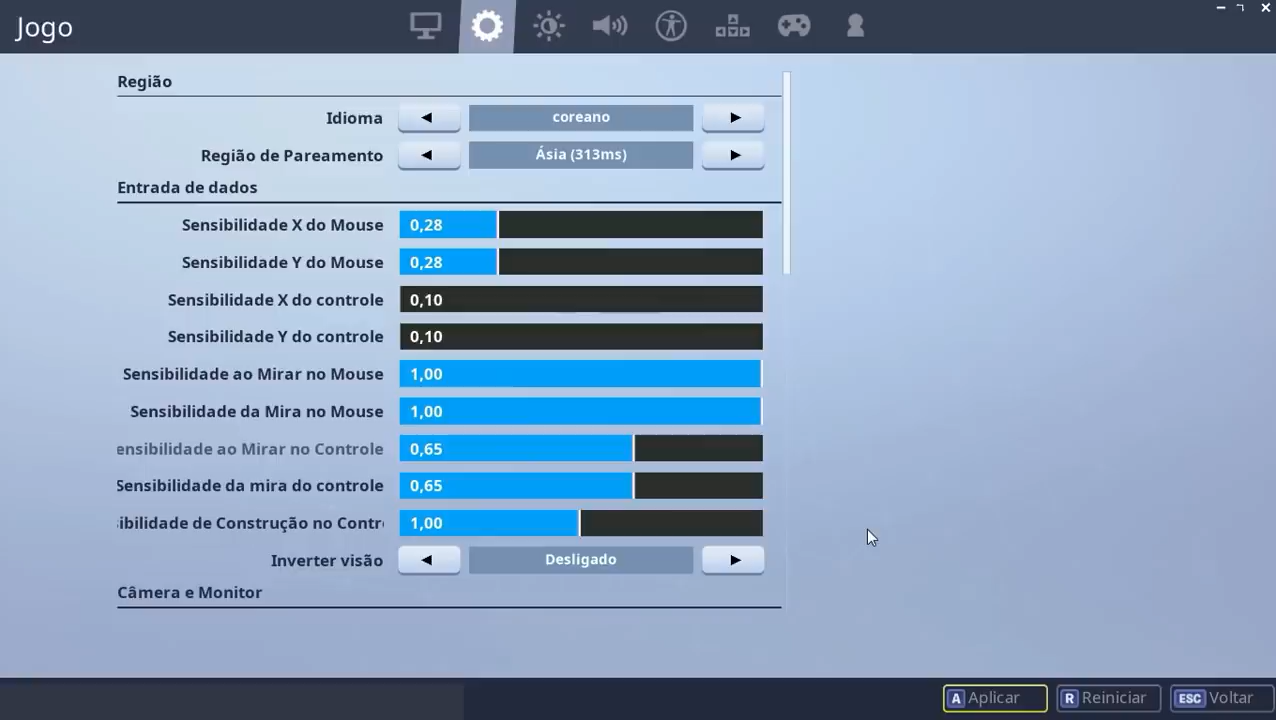 Jogo
Região
Idioma coreano
Região de Pareamento Ásia (313ms)
Entrada de dados
Sensibilidade X do Mouse 0,28
Sensibilidade Y do Mouse 0,28
Sensibilidade X do controle 0,10
Sensibilidade Y do controle 0,10
Sensibilidade ao Mirar no Mouse 1,00
Sensibilidade da Mira no Mouse 1,00
ensibilidade ao Mirar no Controle 0,65
Sensibilidade da mira do controle 0,65
ibilidade de Construção no Contr 1,00
Inverter visão Desligado
Câmera e Monitor
A Aplicar R Reiniciar ESC Voltar